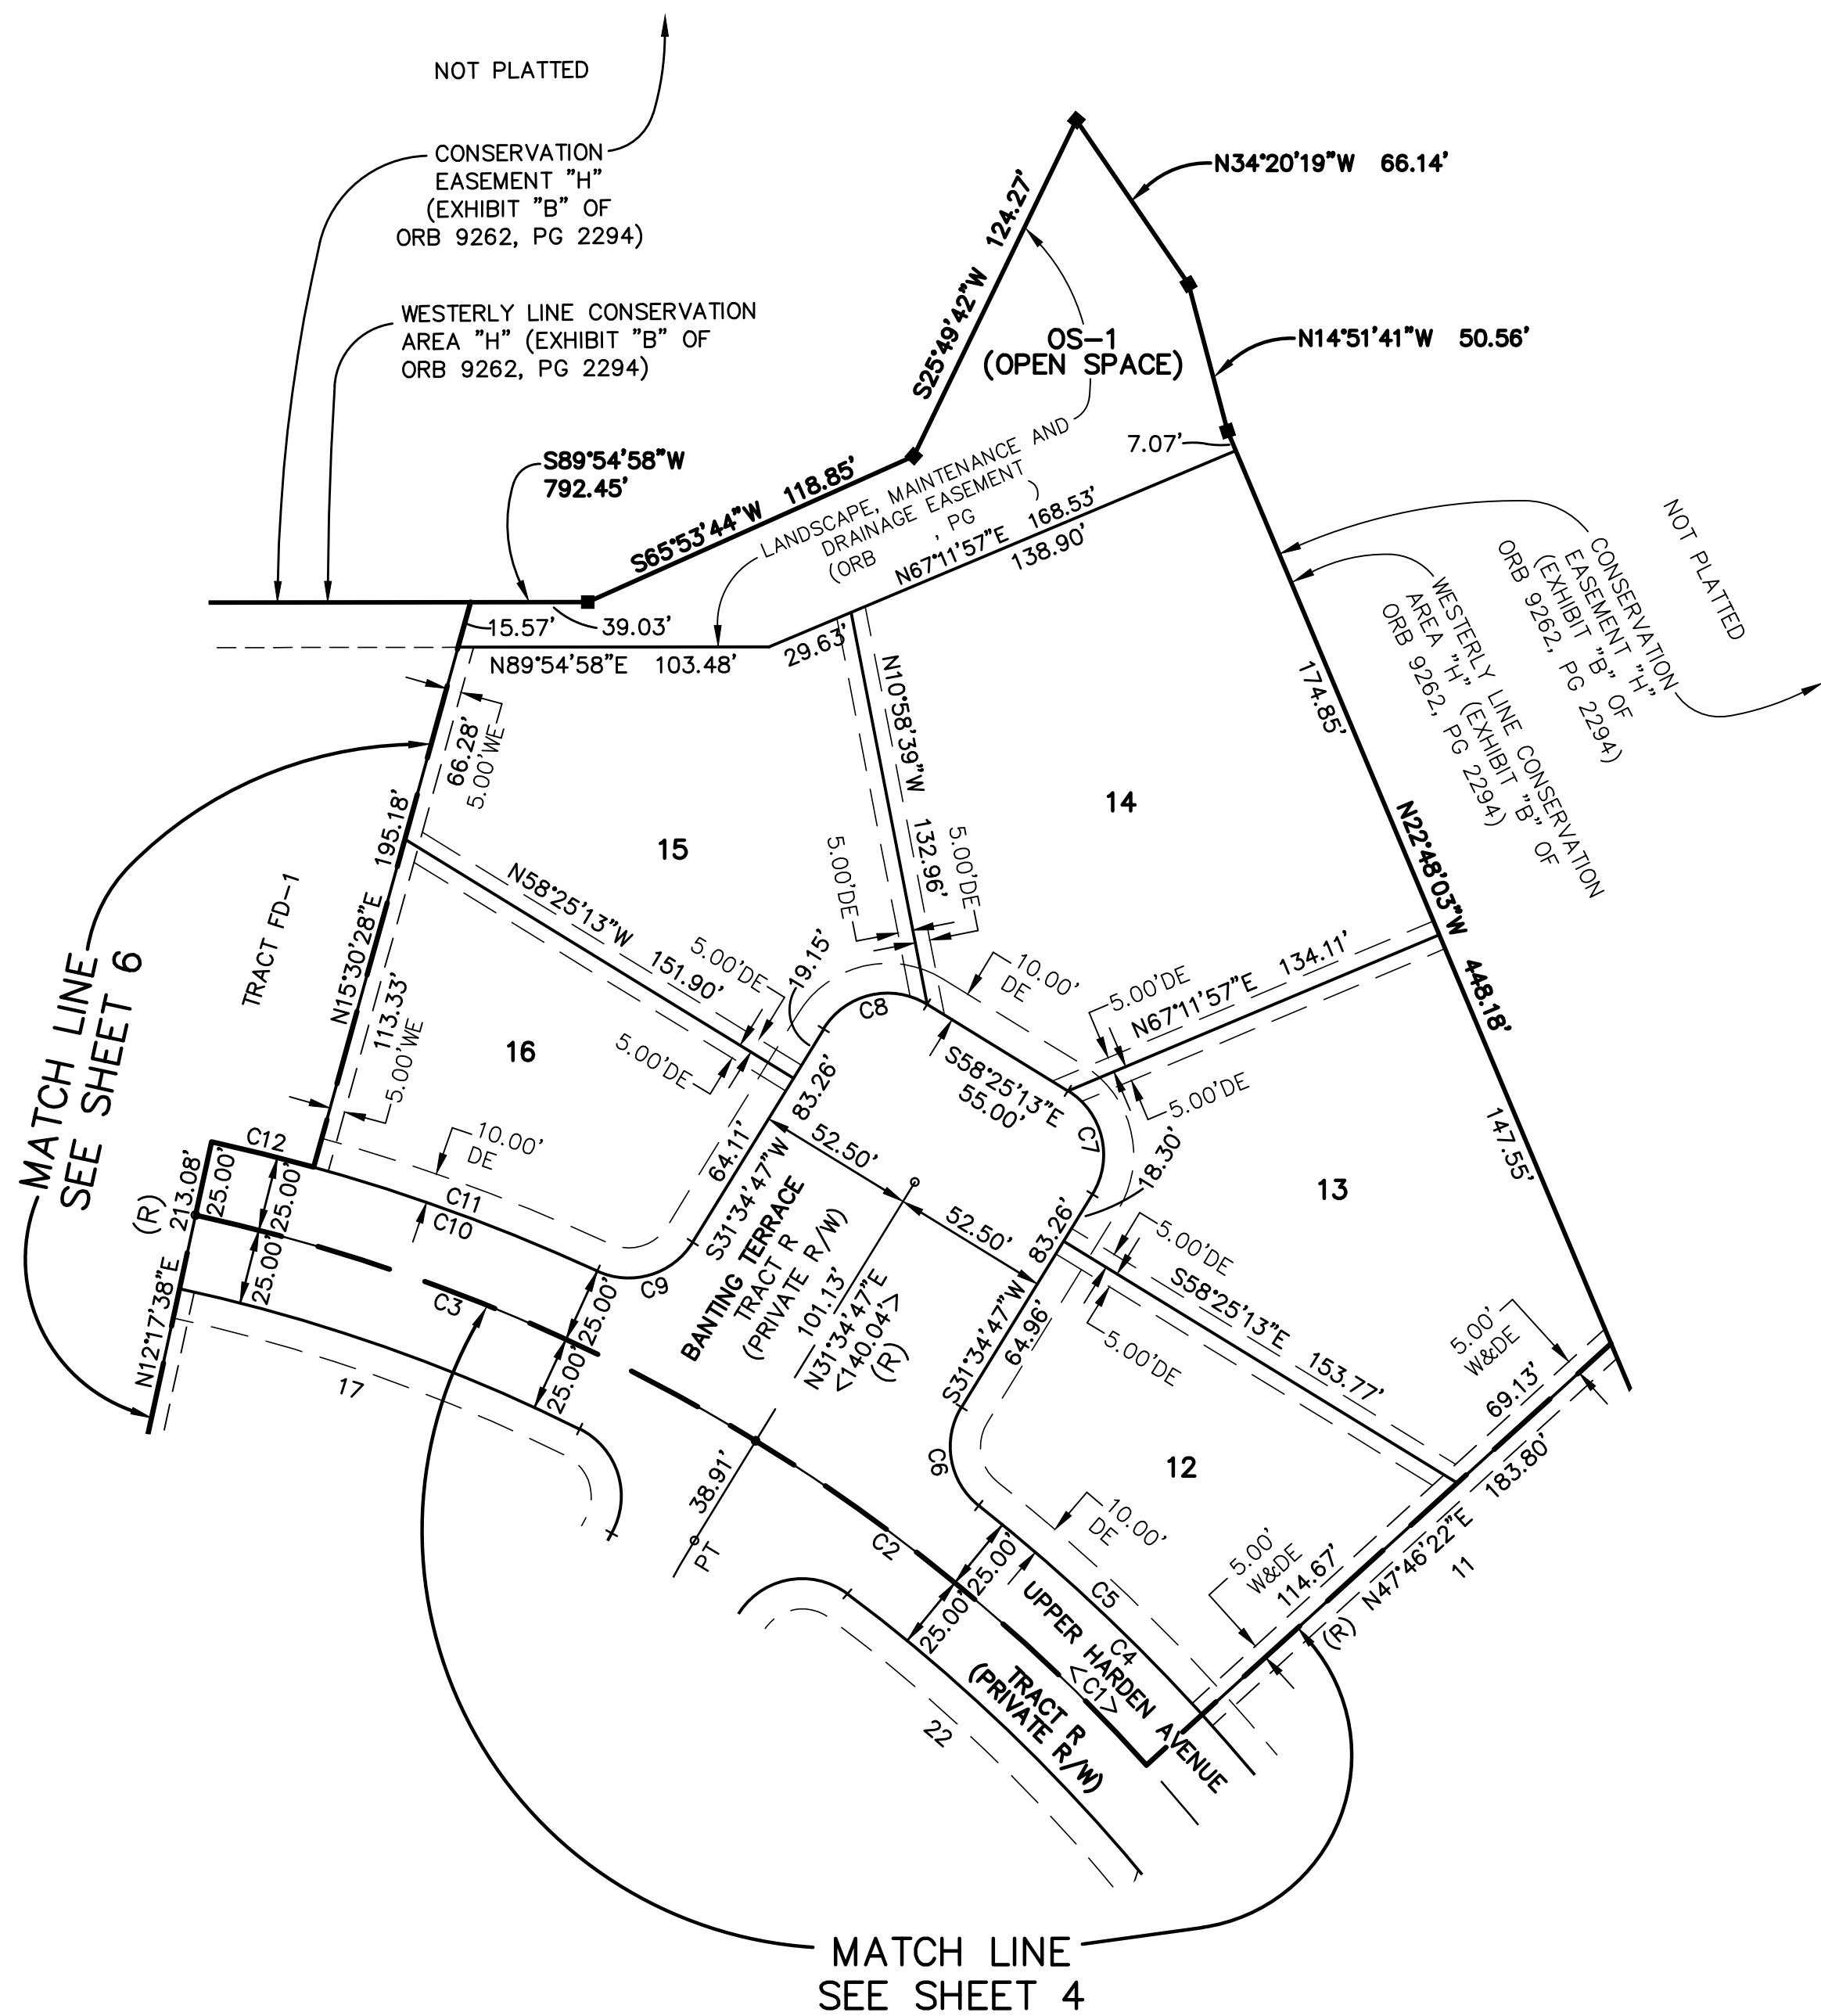 NOT PLATTED
CONSERVATION
EASEMENT "H"
(EXHIBIT "B" OF
ORB 9262, PG 2294)
WESTERLY LINE CONSERVATION
AREA "H" (EXHIBIT "B" OF
ORB 9262, PG 2294)
N34°20'19"W 66.14'
S25°49'42"W 124.27'
OS-1
(OPEN SPACE)
N14°51'41"W 50.56'
7.07'
S89°54'58"W
792.45'
S65°53'44"W 118.85'
LANDSCAPE, MAINTENANCE AND
DRAINAGE EASEMENT
(ORB , PG )
N67°11'57"E 168.53'
138.90'
15.57'
39.03'
N89°54'58"E 103.48'
29.63'
NOT PLATTED
CONSERVATION
EASEMENT "H"
(EXHIBIT "B" OF
ORB 9262, PG 2294)
WESTERLY LINE CONSERVATION
AREA "H" (EXHIBIT "B" OF
ORB 9262, PG 2294)
174.85'
N22°48'03"W 448.18'
147.55'
66.28'
5.00'WE
195.18'
N15°30'28"E
113.33'
5.00'WE
TRACT FD-1
MATCH LINE
SEE SHEET 6
15
N10°58'39"W 132.96'
5.00'DE
5.00'DE
14
N58°25'13"W 151.90'
5.00'DE
5.00'DE
19.15'
C8
10.00'
DE
S58°25'13"E
55.00'
5.00'DE
N67°11'57"E 134.11'
5.00'DE
C7
18.30'
16
10.00'
DE
83.26'
64.11'
S31°34'47"W
52.50'
52.50'
13
C12
213.08'
(R)
25.00'
25.00'
25.00'
N12°17'38"E
C11
C10
C3
C9
25.00'
25.00'
17
BANTING TERRACE
TRACT R
(PRIVATE R/W)
101.13'
N31°34'47"E
<140.04'>
(R)
83.26'
S31°34'47"W
64.96'
5.00'DE
S58°25'13"E 153.77'
5.00'DE
5.00'
W&DE
69.13'
183.80'
N47°46'22"E
11
(R)
114.67'
5.00'
W&DE
12
10.00'
DE
C6
38.91'
PT
C2
25.00'
25.00'
C5
C4
<C1>
UPPER HARDEN AVENUE
TRACT R
(PRIVATE R/W)
22
MATCH LINE
SEE SHEET 4